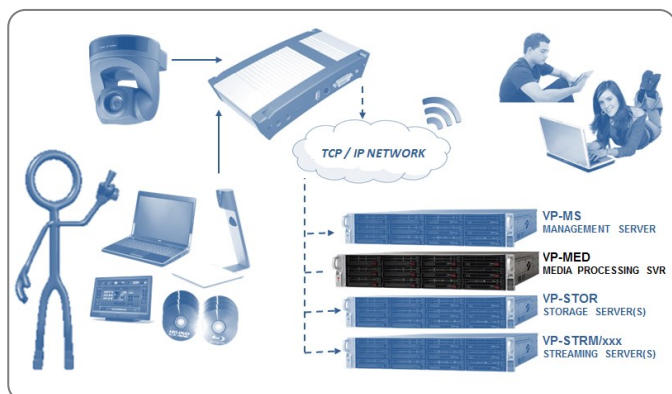 TCP / IP NETWORK
VP-MS
MANAGEMENT SERVER
VP-MED
MEDIA PROCESSING SVR
VP-STOR
STORAGE SERVER(S)
VP-STRM/xxx
STREAMING SERVER(S)